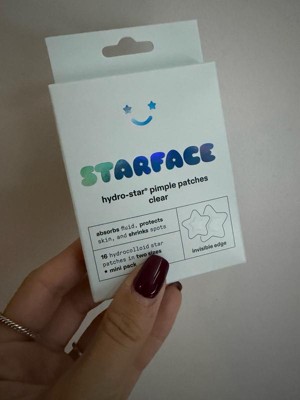 STARFACE
hydro-star® pimple patches
clear
absorbs fluid, protects
skin, and shrinks spots
16 hydrocolloid star
patches in two sizes
+ mini pack
invisible edge